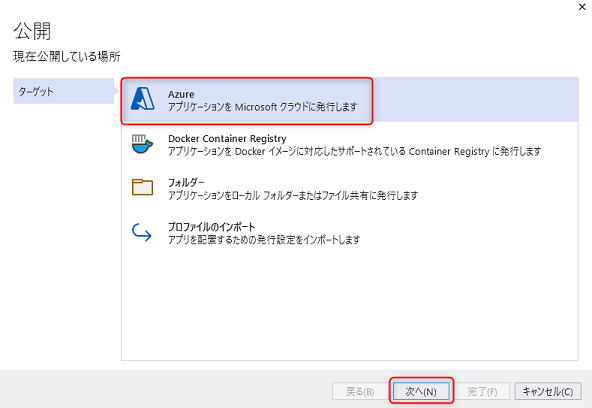 公開
現在公開している場所
ターゲット
Azure
アプリケーションを Microsoft クラウドに発行します
Docker Container Registry
アプリケーションを Docker イメージに対応したサポートされている Container Registry に発行します
フォルダー
アプリケーションをローカル フォルダーまたはファイル共有に発行します
プロファイルのインポート
アプリを配置するための発行設定をインポートします
戻る(B)
次へ(N)
完了(F)
キャンセル(C)